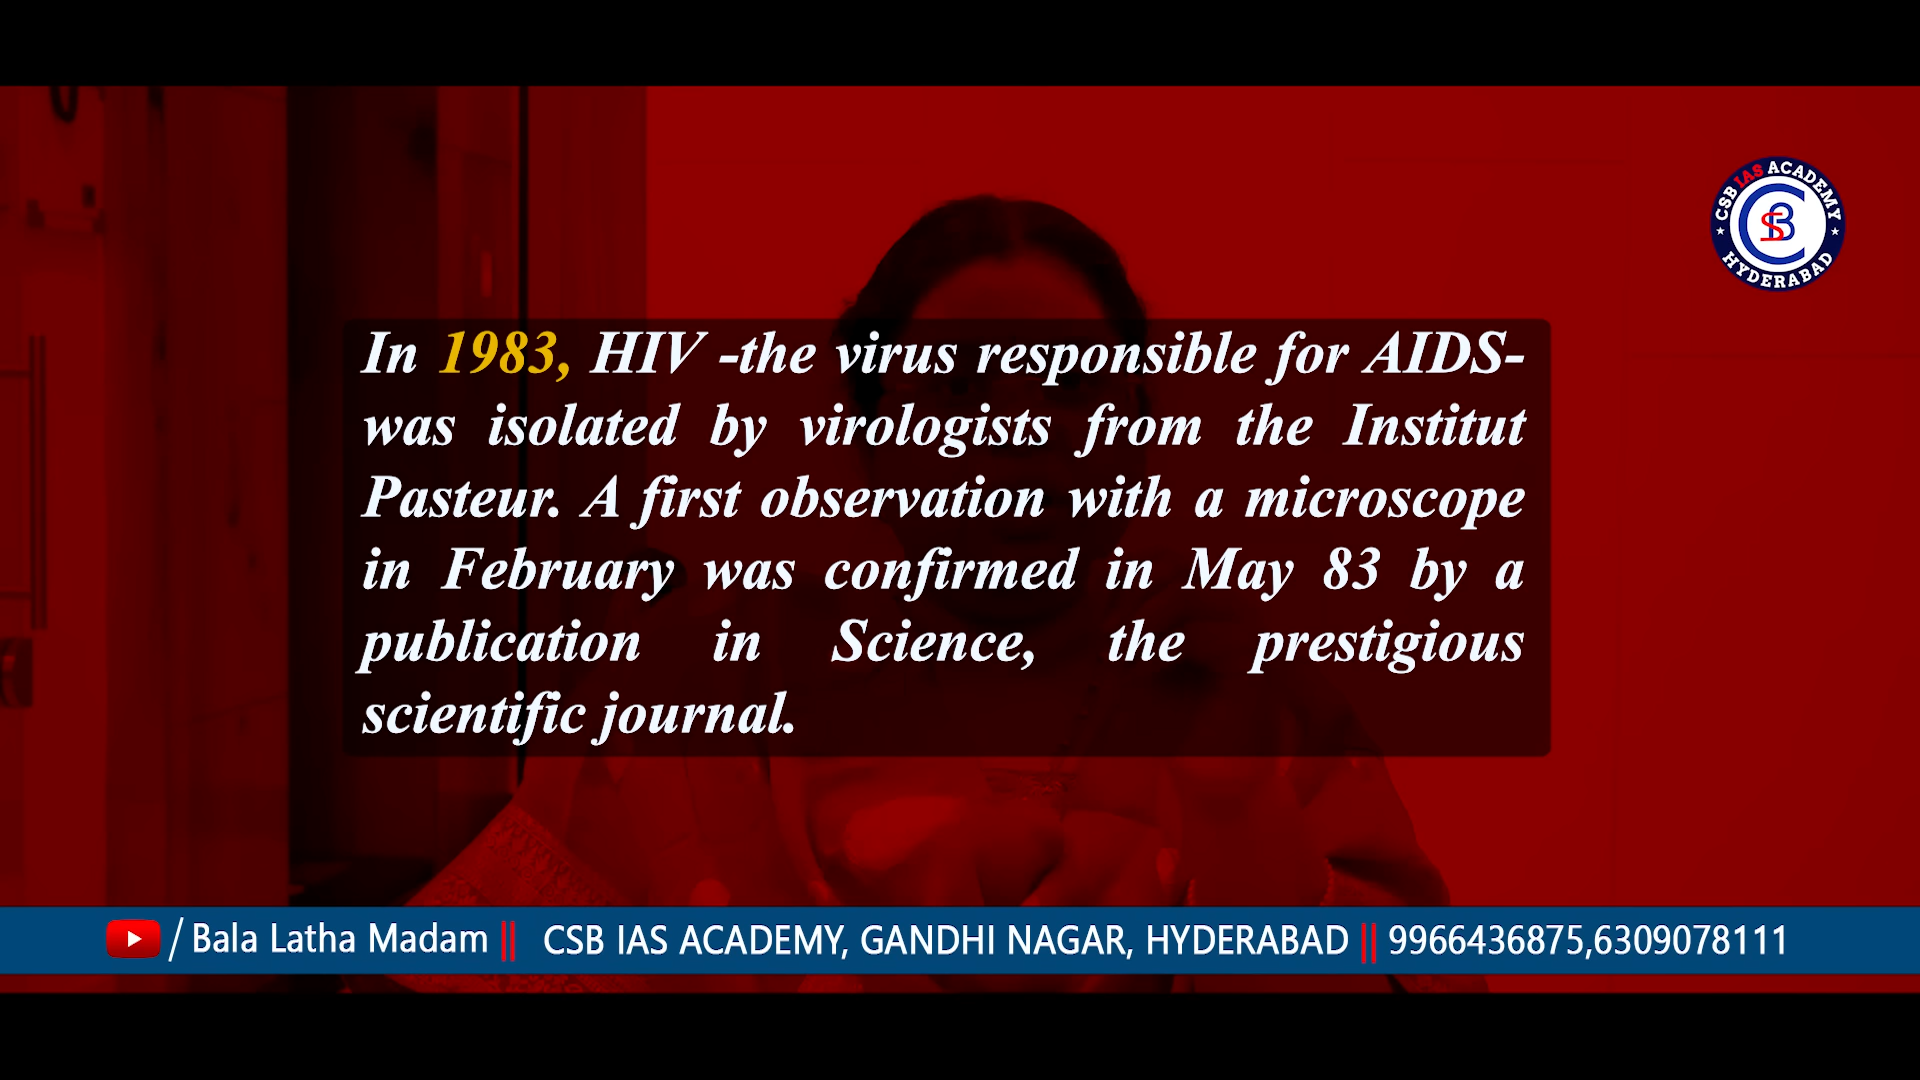 CSB IAS ACADEMY
CSB
HYDERABAD
In 1983, HIV -the virus responsible for AIDS-
was isolated by virologists from the Institut
Pasteur. A first observation with a microscope
in February was confirmed in May 83 by a
publication in Science, the prestigious
scientific journal.
/ Bala Latha Madam || CSB IAS ACADEMY, GANDHI NAGAR, HYDERABAD || 9966436875,6309078111